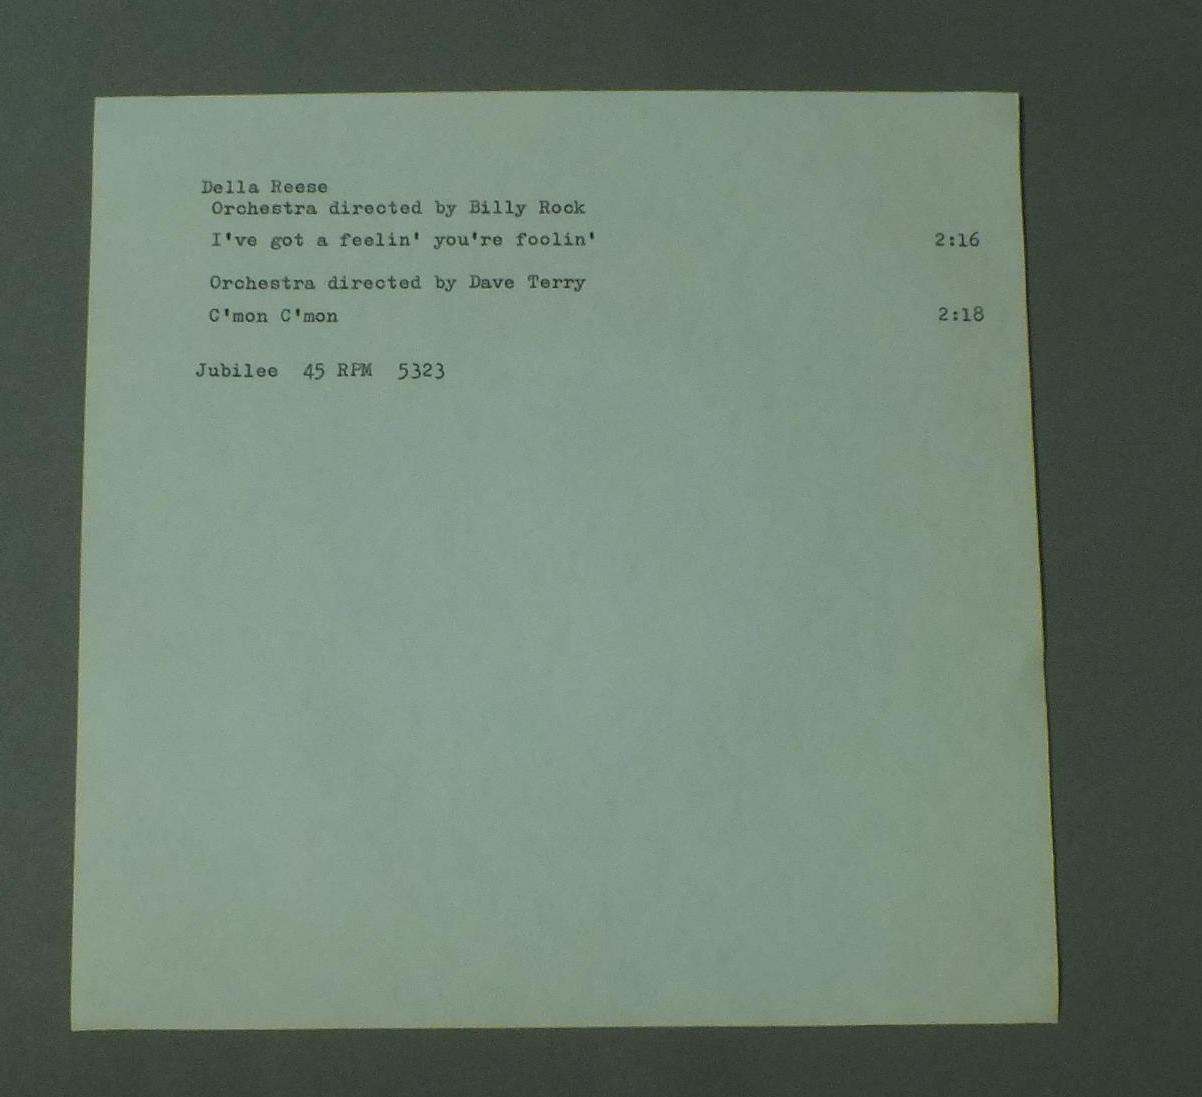 Della Reese
Orchestra directed by Billy Rock
I've got a feelin' you're foolin' 2:16
Orchestra directed by Dave Terry
C'mon C'mon 2:18
Jubilee 45 RPM 5323